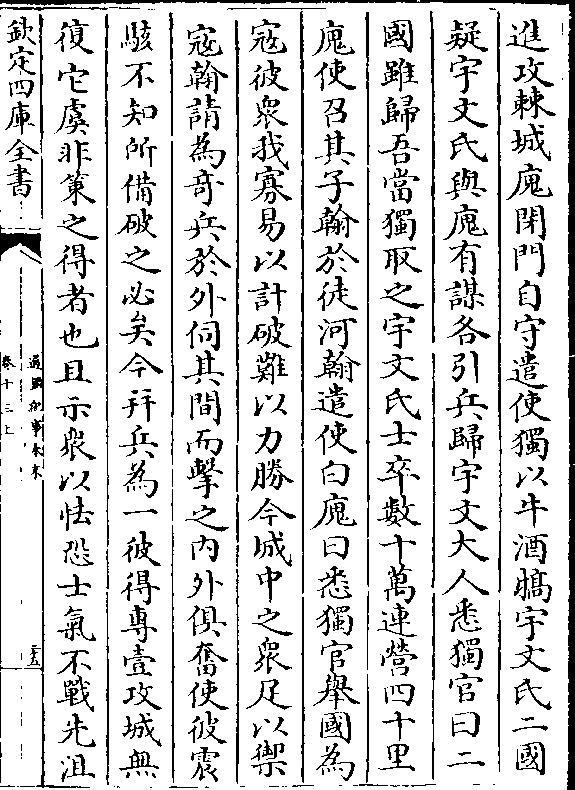 進攻棘城廆閉門自守遣使獨以牛酒犒宇文氏二國
疑宇文氏與廆有謀各引兵歸宇文大人悉獨官曰二
國雖歸吾當獨取之宇文氏士卒數十萬連營四十里
廆使召其子翰於徒河翰遣使白廆曰悉獨官舉國為
寇彼衆我寡易以計破難以力勝今城中之衆足以禦
寇翰請為奇兵於外伺其間而擊之内外俱奮使彼震
駭不知所備破之必矣今并兵為一彼得專壹攻城無
復它虞非策之得者也且示衆以怯恐士氣不戰先沮
欽定四庫全書
通鑑紀事本末
卷十三上
二十五